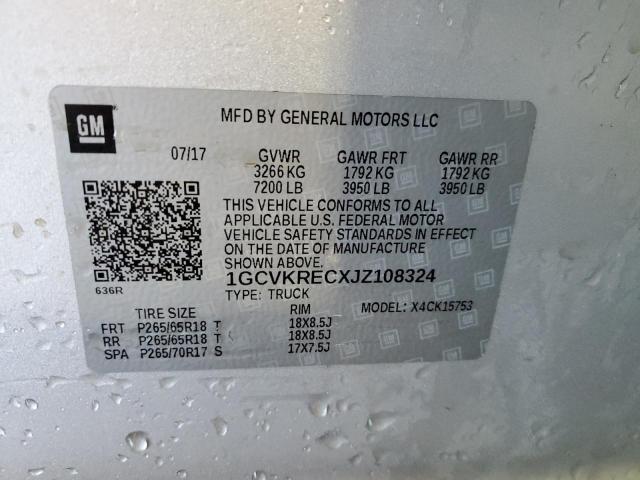 GM
MFD BY GENERAL MOTORS LLC
07/17 GVWR GAWR FRT GAWR RR
3266 KG 1792 KG 1792 KG
7200 LB 3950 LB 3950 LB
THIS VEHICLE CONFORMS TO ALL
APPLICABLE U.S. FEDERAL MOTOR
VEHICLE SAFETY STANDARDS IN EFFECT
ON THE DATE OF MANUFACTURE
SHOWN ABOVE.
1GCVKRECXJZ108324
636R
TYPE: TRUCK
TIRE SIZE RIM MODEL: X4CK15753
FRT P265/65R18 T 18X8.5J
RR P265/65R18 T 18X8.5J
SPA P265/70R17 S 17X7.5J